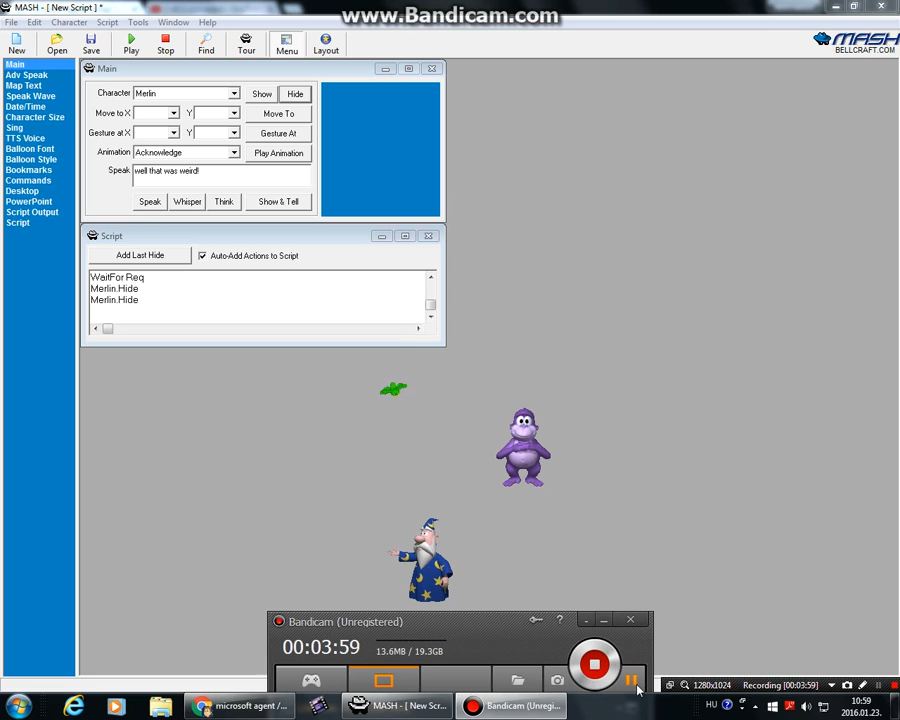 MASH - [ New Script ] *
www.Bandicam.com
File Edit Character Script Tools Window Help
New Open Save Play Stop Find Tour Menu Layout
MASH
BELLCRAFT.COM
Main
Adv Speak
Map Text
Speak Wave
Date/Time
Character Size
Sing
TTS Voice
Balloon Font
Balloon Style
Bookmarks
Commands
Desktop
PowerPoint
Script Output
Script
Main
Character Merlin Show Hide
Move to X Y Move To
Gesture at X Y Gesture At
Animation Acknowledge Play Animation
Speak well that was weird!
Speak Whisper Think Show & Tell
Script
Add Last Hide Auto-Add Actions to Script
WaitFor Req
Merlin.Hide
Merlin.Hide
Bandicam (Unregistered)
00:03:59 13.6MB / 19.3GB
1280x1024 Recording [00:03:59]
microsoft agent /... MASH - [ New Scr... Bandicam (Unregi... HU 10:59
2016.01.23.